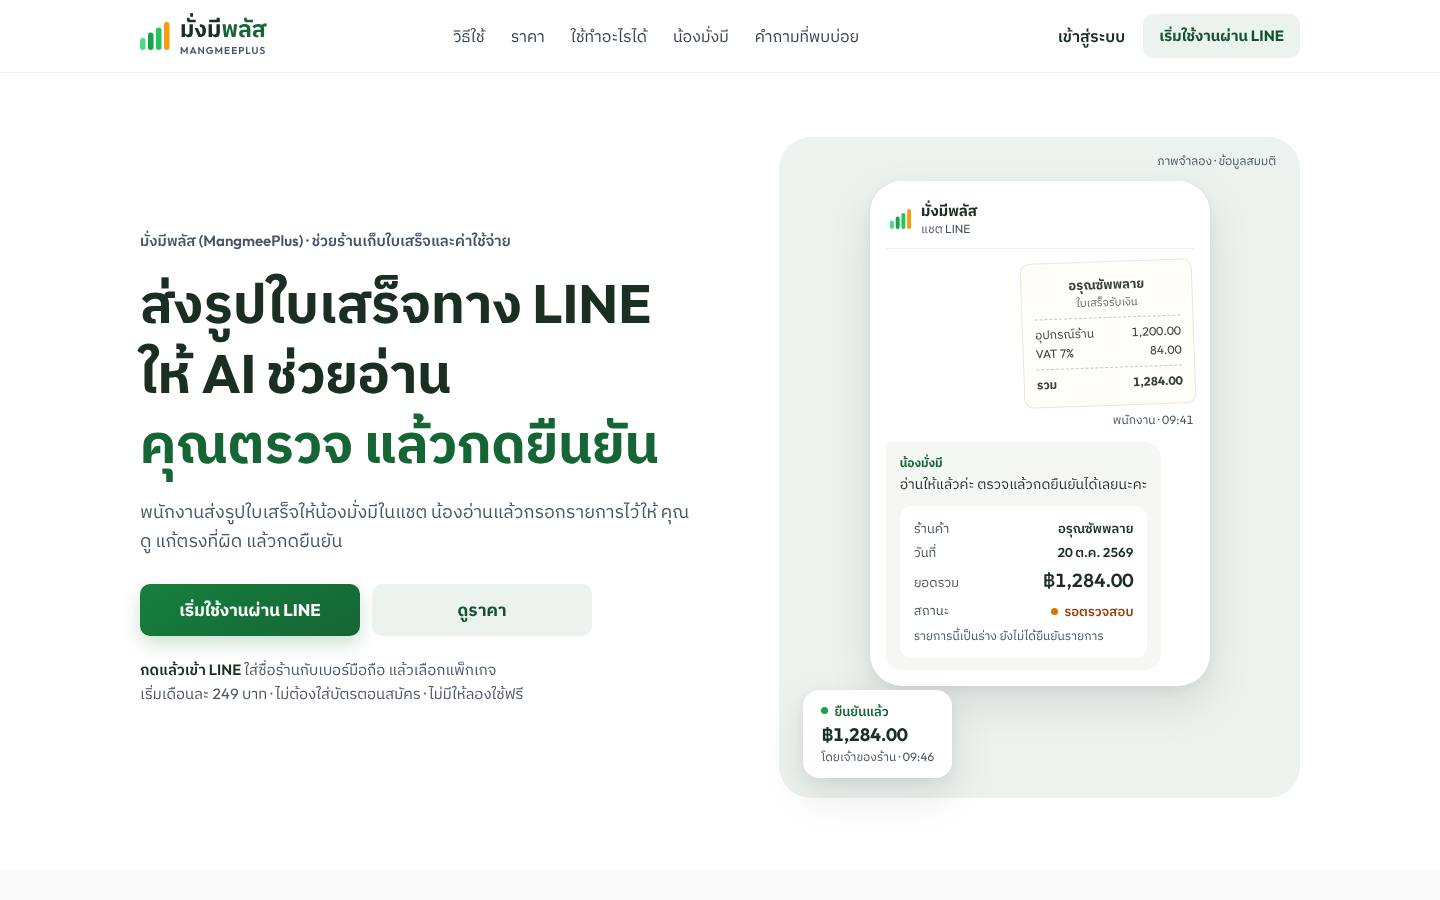 มั่งมีพลัส
MANGMEEPLUS
วิธีใช้
ราคา
ใช้ทำอะไรได้
น้องมั่งมี
คำถามที่พบบ่อย
เข้าสู่ระบบ
เริ่มใช้งานผ่าน LINE
มั่งมีพลัส (MangmeePlus) · ช่วยร้านเก็บใบเสร็จและค่าใช้จ่าย
ส่งรูปใบเสร็จทาง LINE
ให้ AI ช่วยอ่าน
คุณตรวจ แล้วกดยืนยัน
พนักงานส่งรูปใบเสร็จให้น้องมั่งมีในแชต น้องอ่านแล้วกรอกรายการไว้ให้ คุณ
ดู แก้ตรงที่ผิด แล้วกดยืนยัน
เริ่มใช้งานผ่าน LINE
ดูราคา
กดแล้วเข้า LINE ใส่ชื่อร้านกับเบอร์มือถือ แล้วเลือกแพ็กเกจ
เริ่มเดือนละ 249 บาท · ไม่ต้องใส่บัตรตอนสมัคร · ไม่มีให้ลองใช้ฟรี
ภาพจำลอง · ข้อมูลสมมติ
มั่งมีพลัส
แชต LINE
อรุณซัพพลาย
ใบเสร็จรับเงิน
อุปกรณ์ร้าน 1,200.00
VAT 7% 84.00
รวม 1,284.00
พนักงาน · 09:41
น้องมั่งมี
อ่านให้แล้วค่ะ ตรวจแล้วกดยืนยันได้เลยนะคะ
ร้านค้า อรุณซัพพลาย
วันที่ 20 ต.ค. 2569
ยอดรวม ฿1,284.00
สถานะ รอตรวจสอบ
รายการนี้เป็นร่าง ยังไม่ได้ยืนยันรายการ
ยืนยันแล้ว
฿1,284.00
โดยเจ้าของร้าน · 09:46